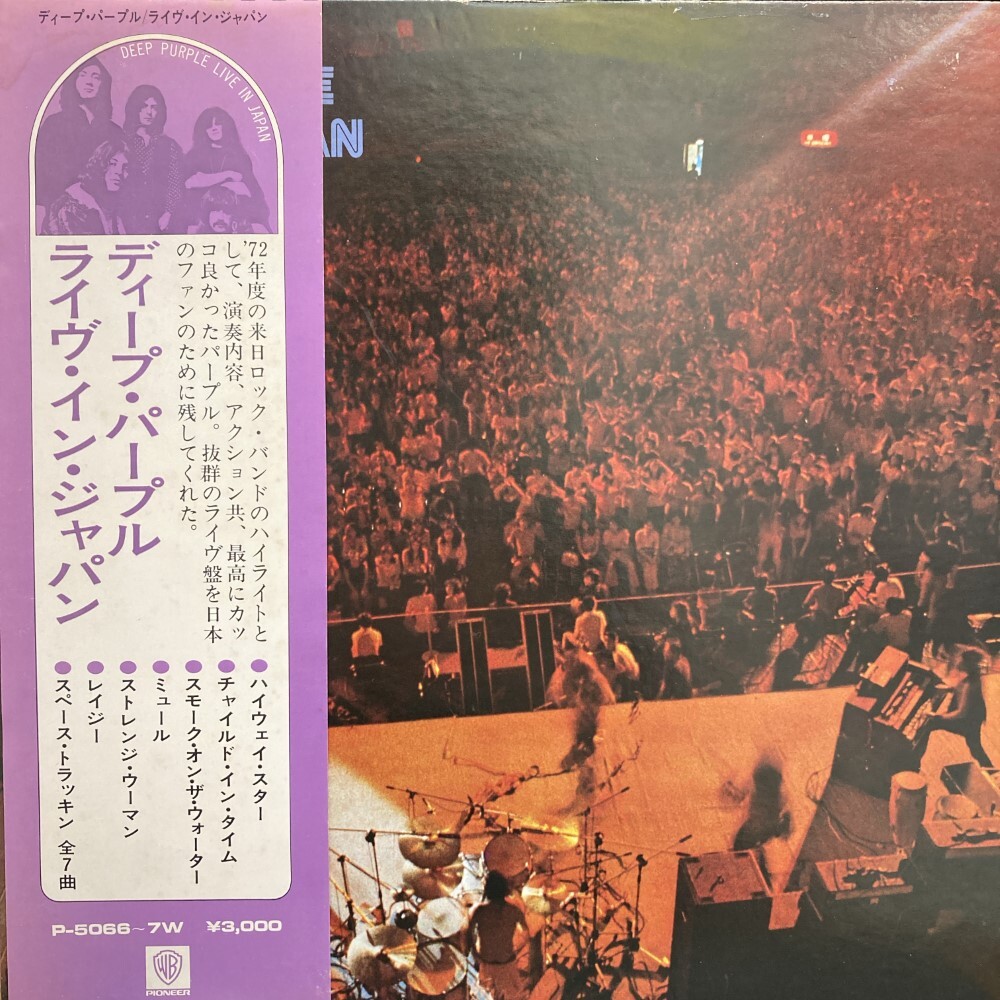 ディープ・パープル/ライヴ・イン・ジャパン
DEEP PURPLE LIVE IN JAPAN
E
AN
'72年度の来日ロック・バンドのハイライトと
して、演奏内容、アクション共、最高にカッ
コ良かったパープル。抜群のライヴ盤を日本
のファンのために残してくれた。
ディープ・パープル
ライヴ・イン・ジャパン
●ハイウェイ・スター
●チャイルド・イン・タイム
●スモーク・オン・ザ・ウォーター
●ミュール
●ストレンジ・ウーマン
●レイジー
●スペース・トラッキン 全7曲
P-5066~7W ¥3,000
WB
PIONEER